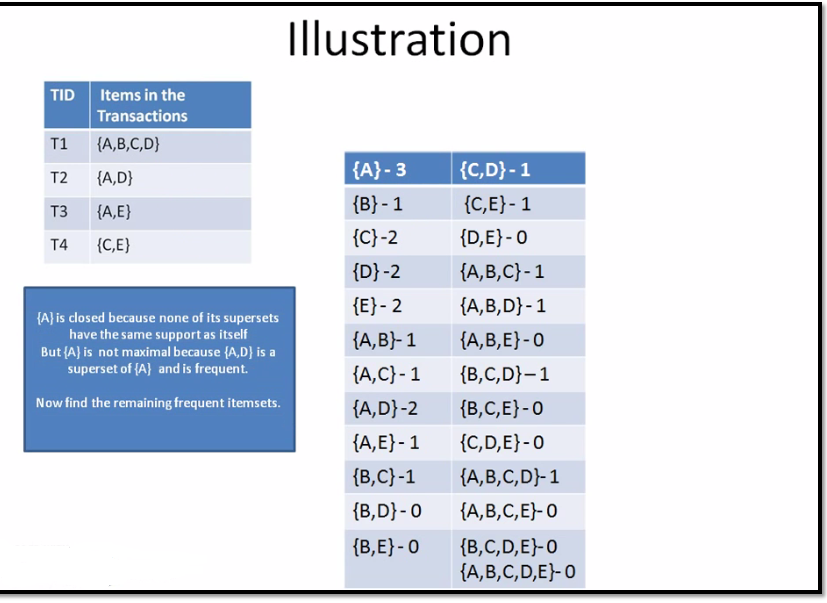 Illustration
TID Items in the
Transactions
T1 {A,B,C,D}
T2 {A,D}
T3 {A,E}
T4 {C,E}
{A} is closed because none of its supersets
have the same support as itself
But {A} is not maximal because {A,D} is a
superset of {A} and is frequent.
Now find the remaining frequent itemsets.
{A} - 3 {C,D} - 1
{B} - 1 {C,E} - 1
{C} -2 {D,E} - 0
{D} -2 {A,B,C} - 1
{E} - 2 {A,B,D} - 1
{A,B}- 1 {A,B,E} - 0
{A,C} - 1 {B,C,D} – 1
{A,D} -2 {B,C,E} - 0
{A,E} - 1 {C,D,E} - 0
{B,C} -1 {A,B,C,D}- 1
{B,D} - 0 {A,B,C,E}- 0
{B,E} - 0 {B,C,D,E}- 0
{A,B,C,D,E}- 0